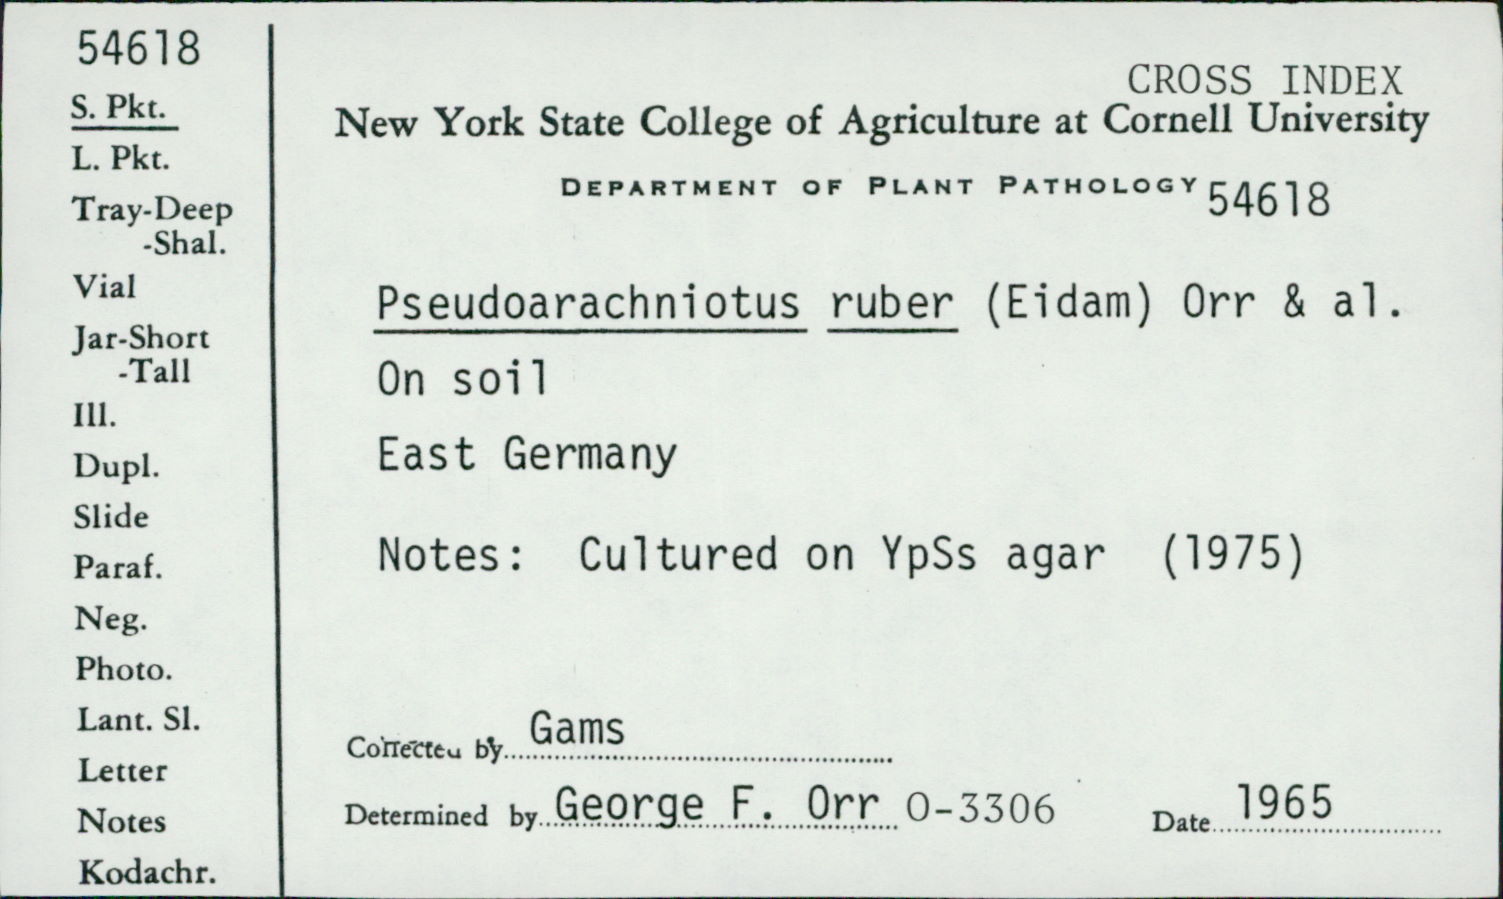 54618
S. Pkt.
L. Pkt.
Tray-Deep
-Shal.
Vial
Jar-Short
-Tall
Ill.
Dupl.
Slide
Paraf.
Neg.
Photo.
Lant. Sl.
Letter
Notes
Kodachr.
CROSS INDEX
New York State College of Agriculture at Cornell University
DEPARTMENT OF PLANT PATHOLOGY 54618
Pseudoarachniotus ruber (Eidam) Orr & al.
On soil
East Germany
Notes: Cultured on YpSs agar (1975)
Collected by Gams
Determined by George F. Orr O-3306 Date 1965